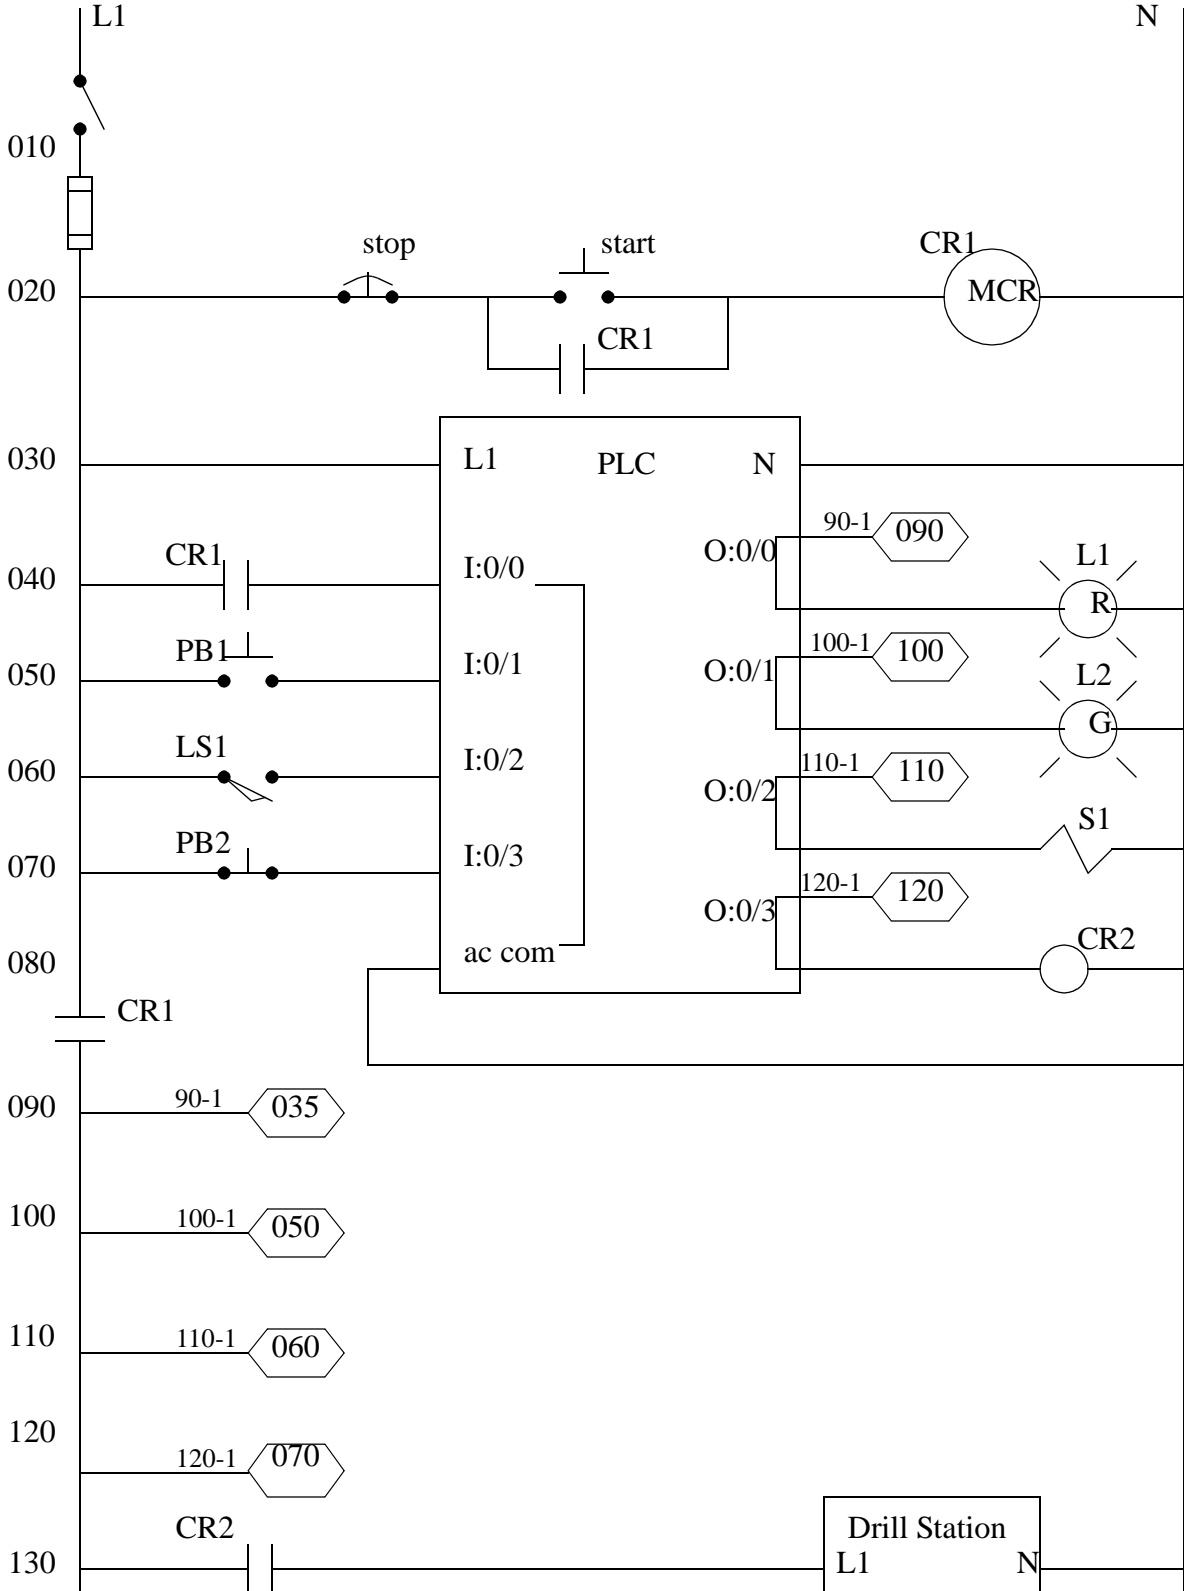 L1 N
010
stop start CR1
020 MCR
CR1
030 L1 PLC N
90-1 090
O:0/0 L1
CR1 I:0/0
040 R
PB1 100-1 100
050 I:0/1 O:0/1 L2
G
LS1 I:0/2 110-1 110
060 O:0/2 S1
PB2 I:0/3
070 120-1 120
O:0/3
080 ac com CR2
CR1
090 90-1 035
100 100-1 050
110 110-1 060
120 120-1 070
CR2 Drill Station
130 L1 N